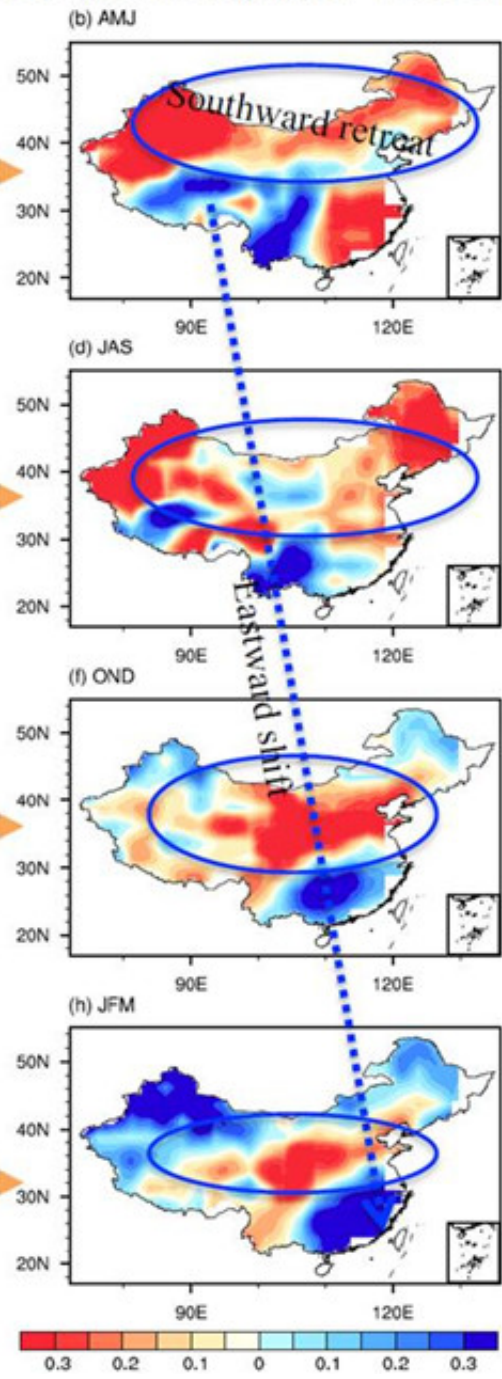 (b) AMJ
50N
40N
30N
20N
Southward retreat
90E 120E
(d) JAS
50N
40N
30N
20N
90E 120E
Eastward shift
(f) OND
50N
40N
30N
20N
90E 120E
(h) JFM
50N
40N
30N
20N
90E 120E
0.3 0.2 0.1 0 0.1 0.2 0.3